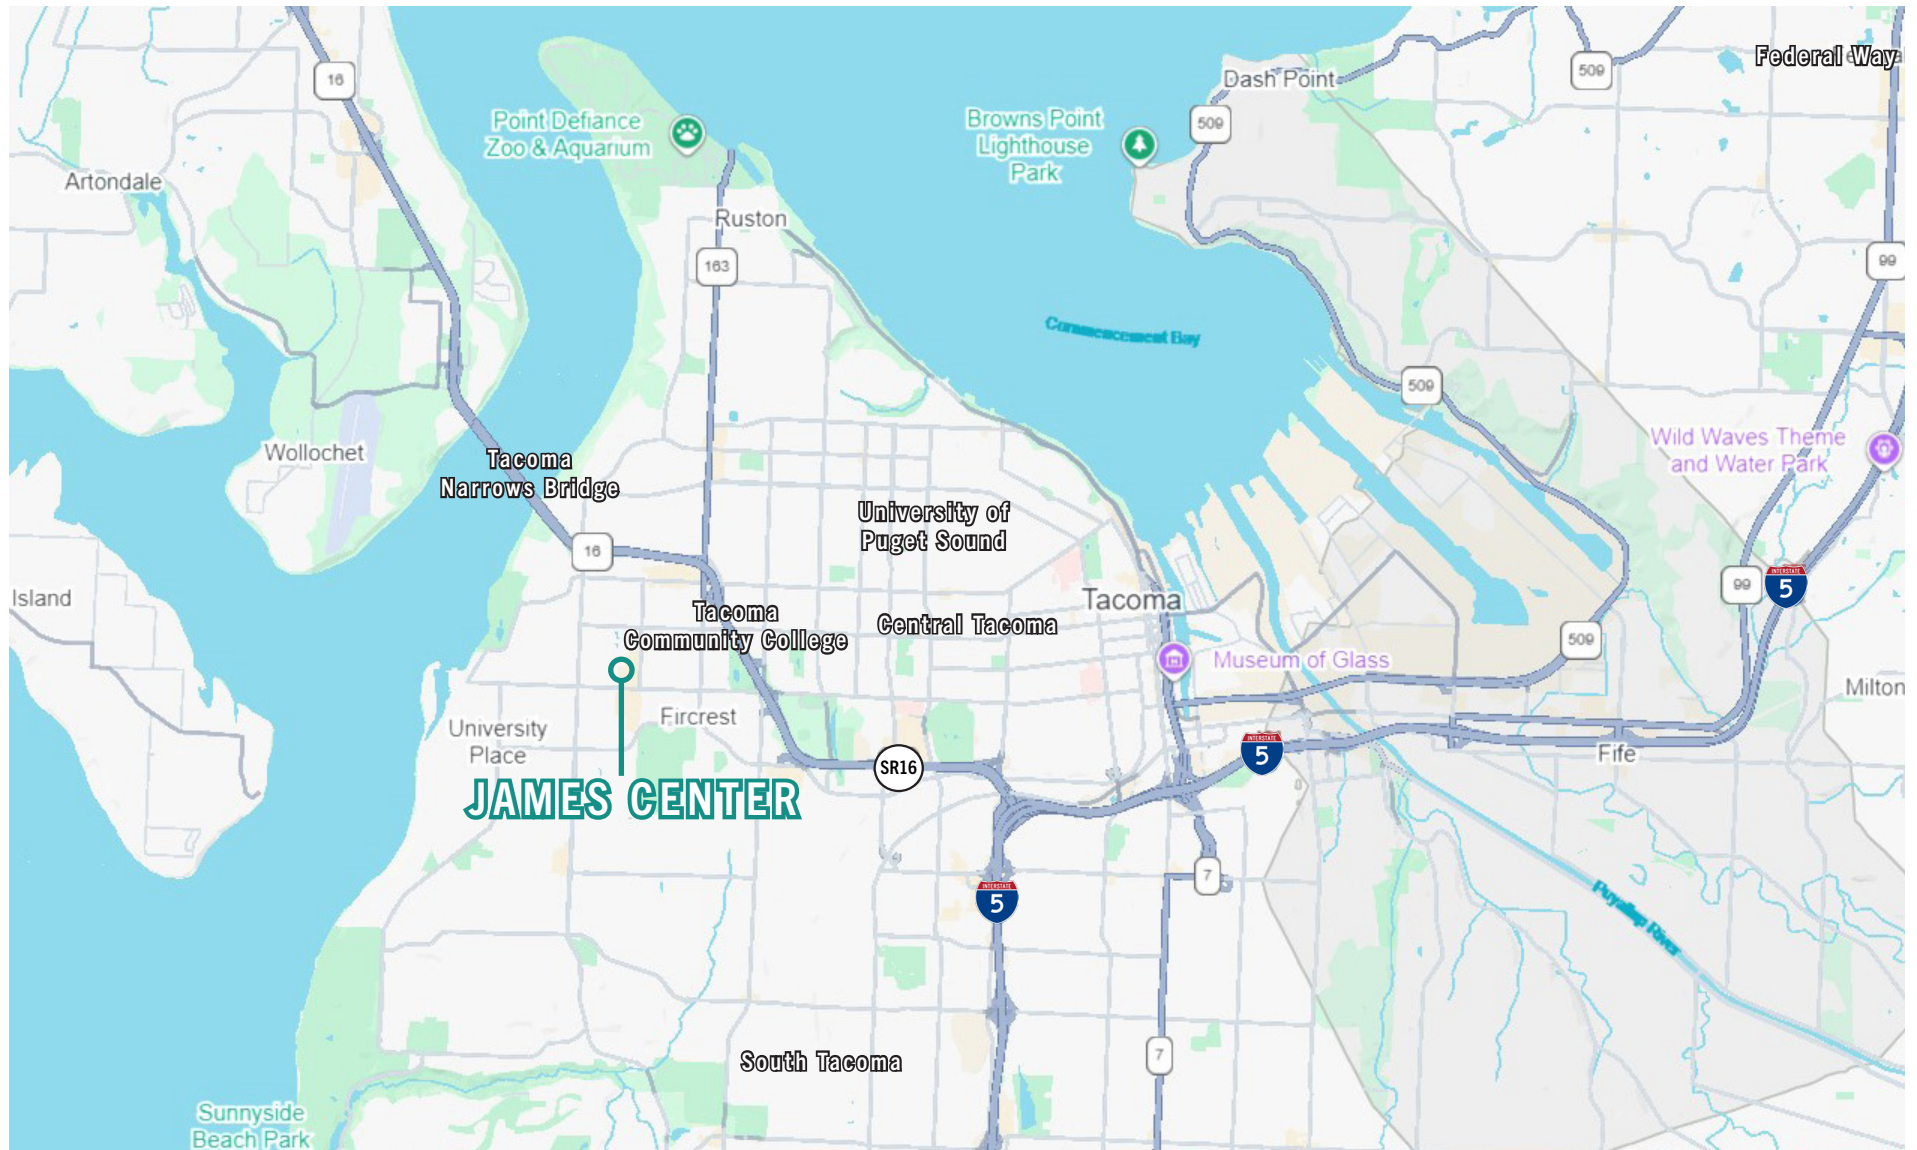 16
Point Defiance
Zoo & Aquarium
Browns Point
Lighthouse
Park
509
Dash Point
509
Federal Way
Artondale
Ruston
163
99
Commencement Bay
509
Wollochet
Tacoma
Narrows Bridge
Wild Waves Theme
and Water Park
University of
Puget Sound
16
Island
Tacoma
Community College
Central Tacoma
Tacoma
99
INTERSTATE
5
509
Museum of Glass
Milton
University
Place
Fircrest
SR16
INTERSTATE
5
Fife
JAMES CENTER
INTERSTATE
5
7
Puyallup River
South Tacoma
7
Sunnyside
Beach Park